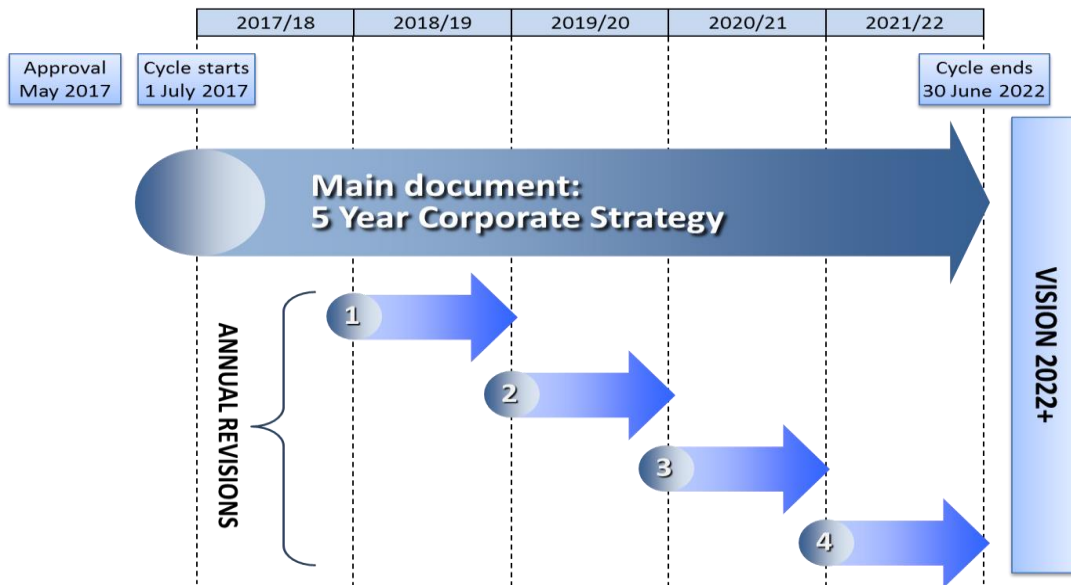 2017/18 2018/19 2019/20 2020/21 2021/22
Approval
May 2017
Cycle starts
1 July 2017
Cycle ends
30 June 2022
Main document:
5 Year Corporate Strategy
ANNUAL REVISIONS
1
2
3
4
VISION 2022+